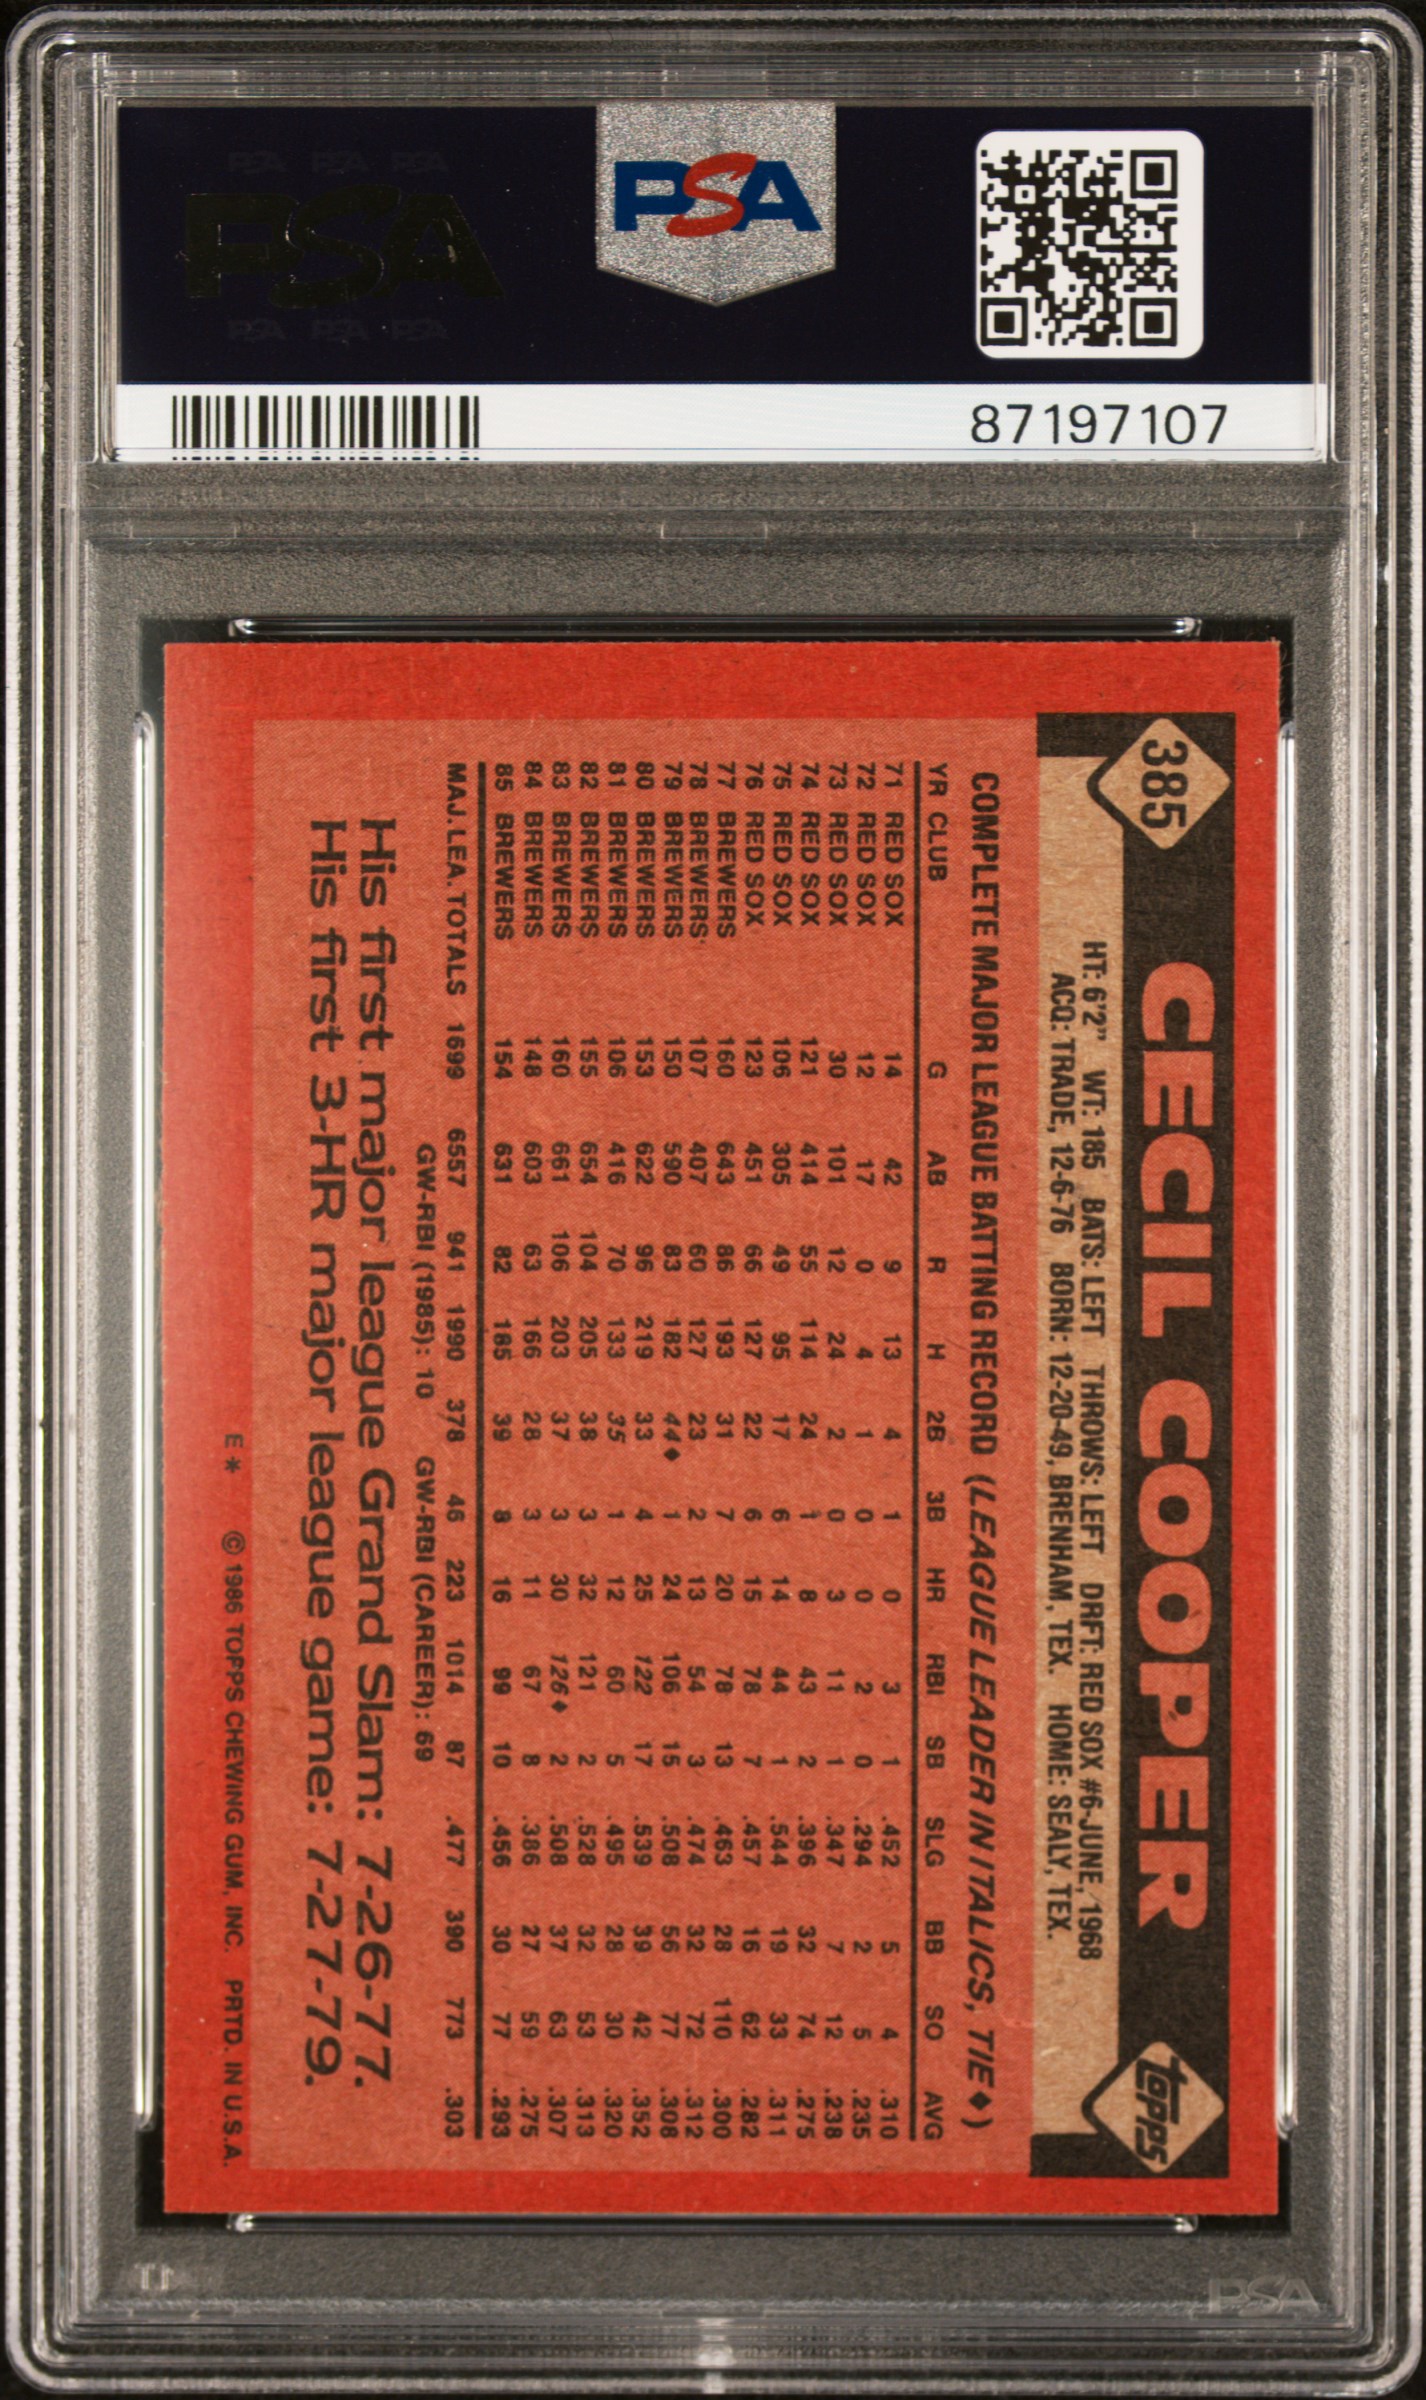 PSA PSA PSA
PSA
PSA PSA PSA
PSA
87197107
385 CECIL COOPER topps
HT: 6'2" WT: 185 BATS: LEFT THROWS: LEFT DRFT: RED SOX #6-JUNE, 1968
ACQ: TRADE, 12-6-76 BORN: 12-20-49, BRENHAM, TEX. HOME: SEALY, TEX.
COMPLETE MAJOR LEAGUE BATTING RECORD (LEAGUE LEADER IN ITALICS, TIE♦)
YR CLUB G AB R H 2B 3B HR RBI SB SLG BB SO AVG
71 RED SOX 14 42 9 13 4 1 0 3 1 .452 5 4 .310
72 RED SOX 12 17 0 4 1 0 0 2 0 .294 2 5 .235
73 RED SOX 30 101 12 24 2 0 3 11 1 .347 7 12 .238
74 RED SOX 121 414 55 114 24 1 8 43 2 .396 32 74 .275
75 RED SOX 106 305 49 95 17 6 14 44 1 .544 19 33 .311
76 RED SOX 123 451 66 127 22 6 15 78 7 .457 16 62 .282
77 BREWERS 160 643 86 193 31 7 20 78 13 .463 28 110 .300
78 BREWERS 107 407 60 127 23 2 13 54 3 .474 32 72 .312
79 BREWERS 150 590 83 182 44♦ 1 24 106 15 .508 56 77 .308
80 BREWERS 153 622 96 219 33 4 25 122 17 .539 39 42 .352
81 BREWERS 106 416 70 133 35 1 12 60 5 .495 28 30 .320
82 BREWERS 155 654 104 205 38 3 32 121 2 .528 32 53 .313
83 BREWERS 160 661 106 203 37 3 30 126♦ 2 .508 37 63 .307
84 BREWERS 148 603 63 166 28 3 11 67 8 .386 27 59 .275
85 BREWERS 154 631 82 185 39 8 16 99 10 .456 30 77 .293
MAJ. LEA. TOTALS 1699 6557 941 1990 378 46 223 1014 87 .477 390 773 .303
GW-RBI (1985): 10 GW-RBI (CAREER): 69
His first major league Grand Slam: 7-26-77.
His first 3-HR major league game: 7-27-79.
E* © 1986 TOPPS CHEWING GUM, INC. PRTD. IN U.S.A.
PSA